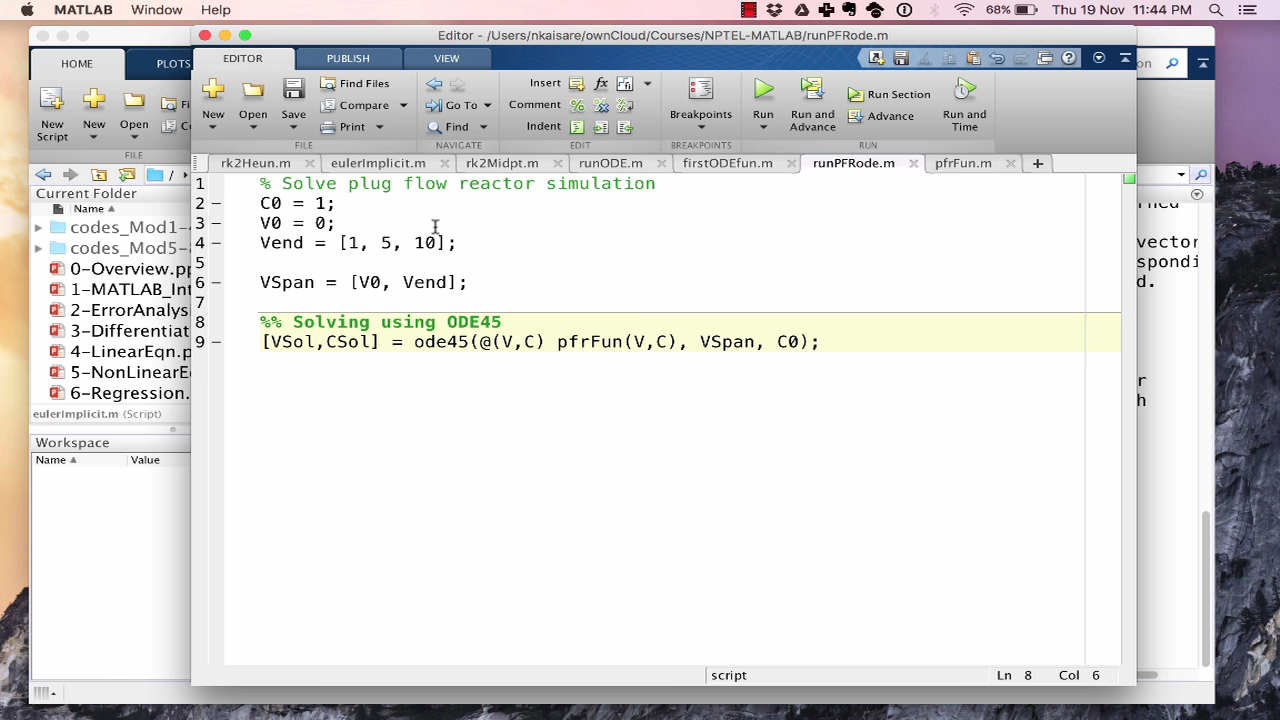 MATLAB Window Help 68% Thu 19 Nov 11:44 PM
Editor - /Users/nkaisare/ownCloud/Courses/NPTEL-MATLAB/runPFRode.m
HOME PLOTS
EDITOR PUBLISH VIEW
New Script New Open
FILE
New Open Save
Find Files
Compare
Print
FILE
Go To
Find
NAVIGATE
Insert
Comment
Indent
EDIT
Breakpoints
BREAKPOINTS
Run
Run and Advance
Run Section
Advance
Run and Time
RUN
rk2Heun.m eulerImplicit.m rk2Midpt.m runODE.m firstODEfun.m runPFRode.m pfrFun.m
Current Folder
Name
codes_Mod1-4
codes_Mod5-8
0-Overview.pp
1-MATLAB_Int
2-ErrorAnalys
3-Differentia
4-LinearEqn.p
5-NonLinearE
6-Regression.
eulerImplicit.m (Script)
Workspace
Name Value
1 % Solve plug flow reactor simulation
2 C0 = 1;
3 V0 = 0;
4 Vend = [1, 5, 10];
5
6 VSpan = [V0, Vend];
7
8 %% Solving using ODE45
9 [VSol,CSol] = ode45(@(V,C) pfrFun(V,C), VSpan, C0);
vector
spondi
d.
r
h
script Ln 8 Col 6